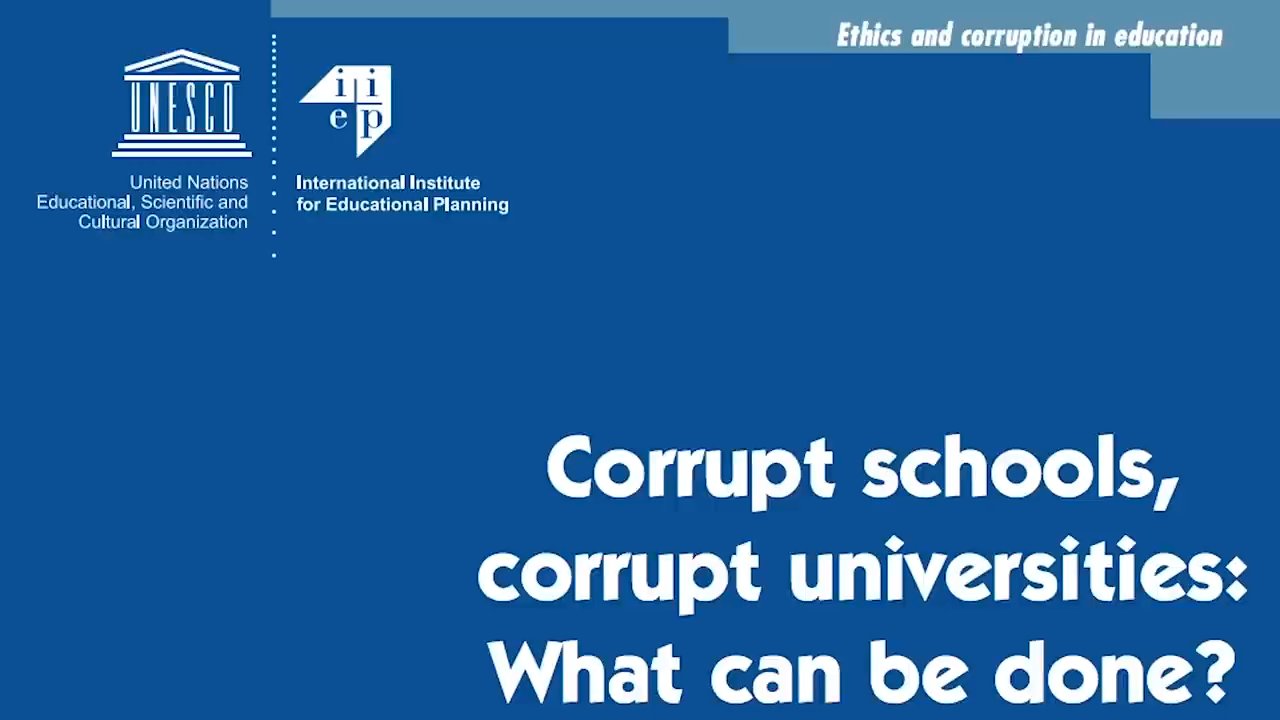 Ethics and corruption in education
UNESCO
United Nations
Educational, Scientific and
Cultural Organization
i i
e p
International Institute
for Educational Planning
Corrupt schools,
corrupt universities:
What can be done?